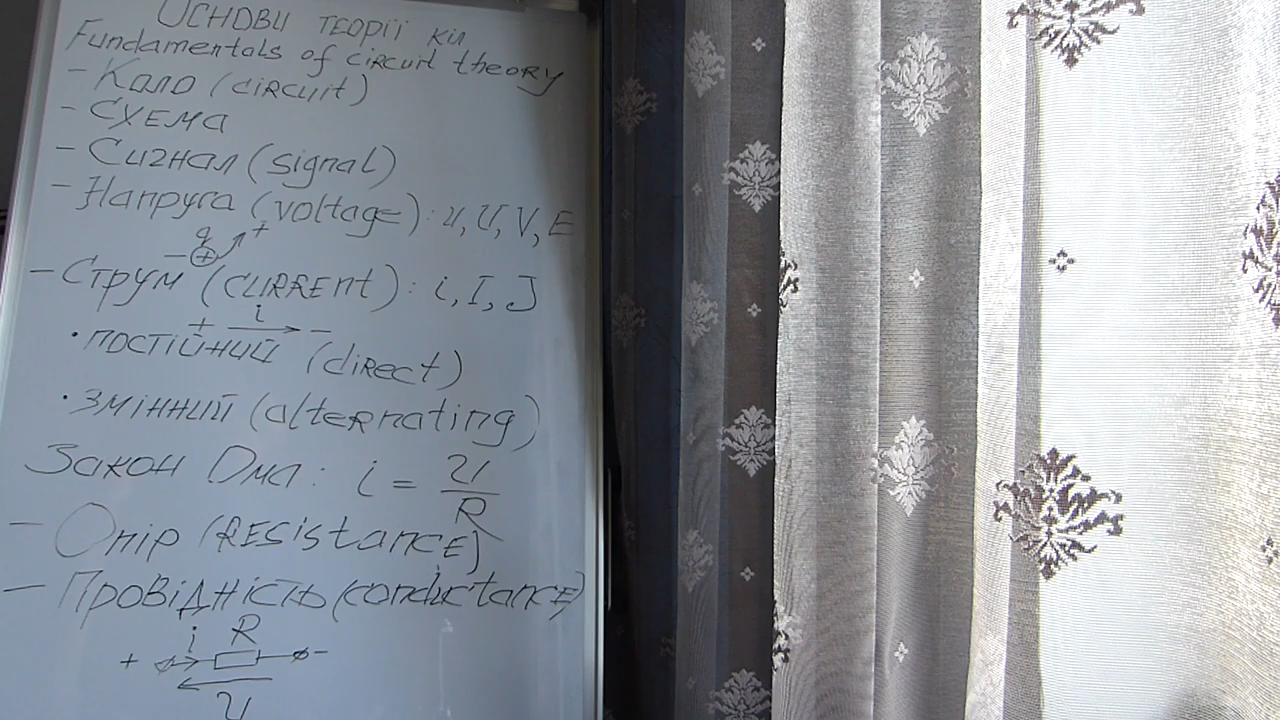 Основи теорії кіл
Fundamentals of circuit theory
- Коло (circuit)
- Схема
- Сигнал (signal)
- Напруга (voltage): u, U, V, E
- q + +
- Струм (current): i, I, J
+ i -
· постійний (direct)
· змінний (alternating)
Закон Ома: i = u/R
- Опір (Resistance)
- Провідність (conductance)
i R
+ -
u